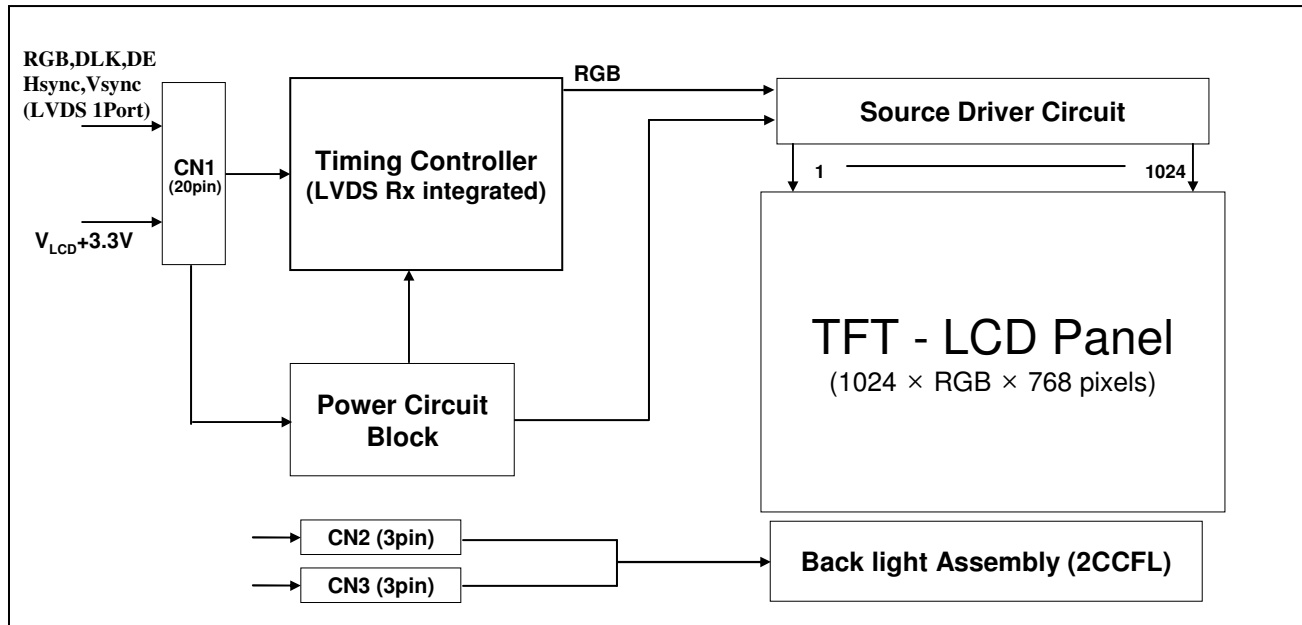 RGB,DLK,DE
Hsync,Vsync
(LVDS 1Port)
CN1
(20pin)
VLCD+3.3V
Timing Controller
(LVDS Rx integrated)
RGB
Source Driver Circuit
1
1024
TFT - LCD Panel
(1024 × RGB × 768 pixels)
Power Circuit
Block
CN2 (3pin)
CN3 (3pin)
Back light Assembly (2CCFL)